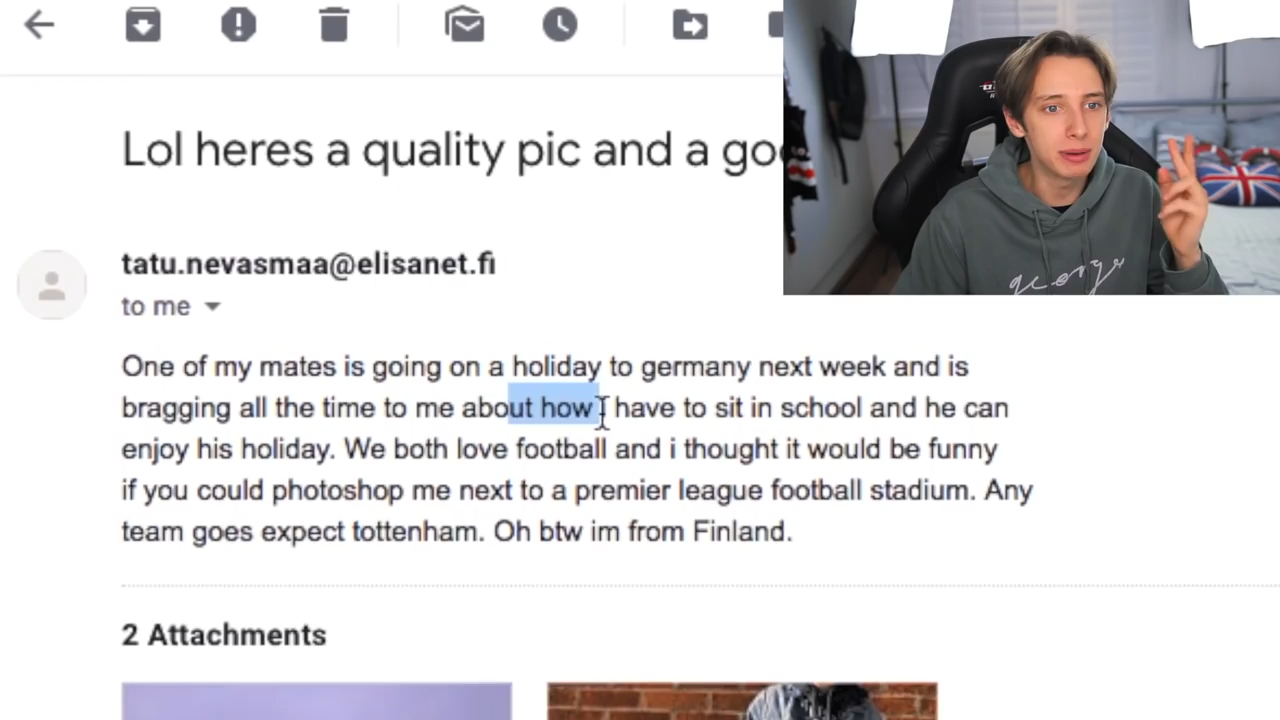 Lol heres a quality pic and a goo
tatu.nevasmaa@elisanet.fi
to me
One of my mates is going on a holiday to germany next week and is
bragging all the time to me about how i have to sit in school and he can
enjoy his holiday. We both love football and i thought it would be funny
if you could photoshop me next to a premier league football stadium. Any
team goes expect tottenham. Oh btw im from Finland.
2 Attachments
george